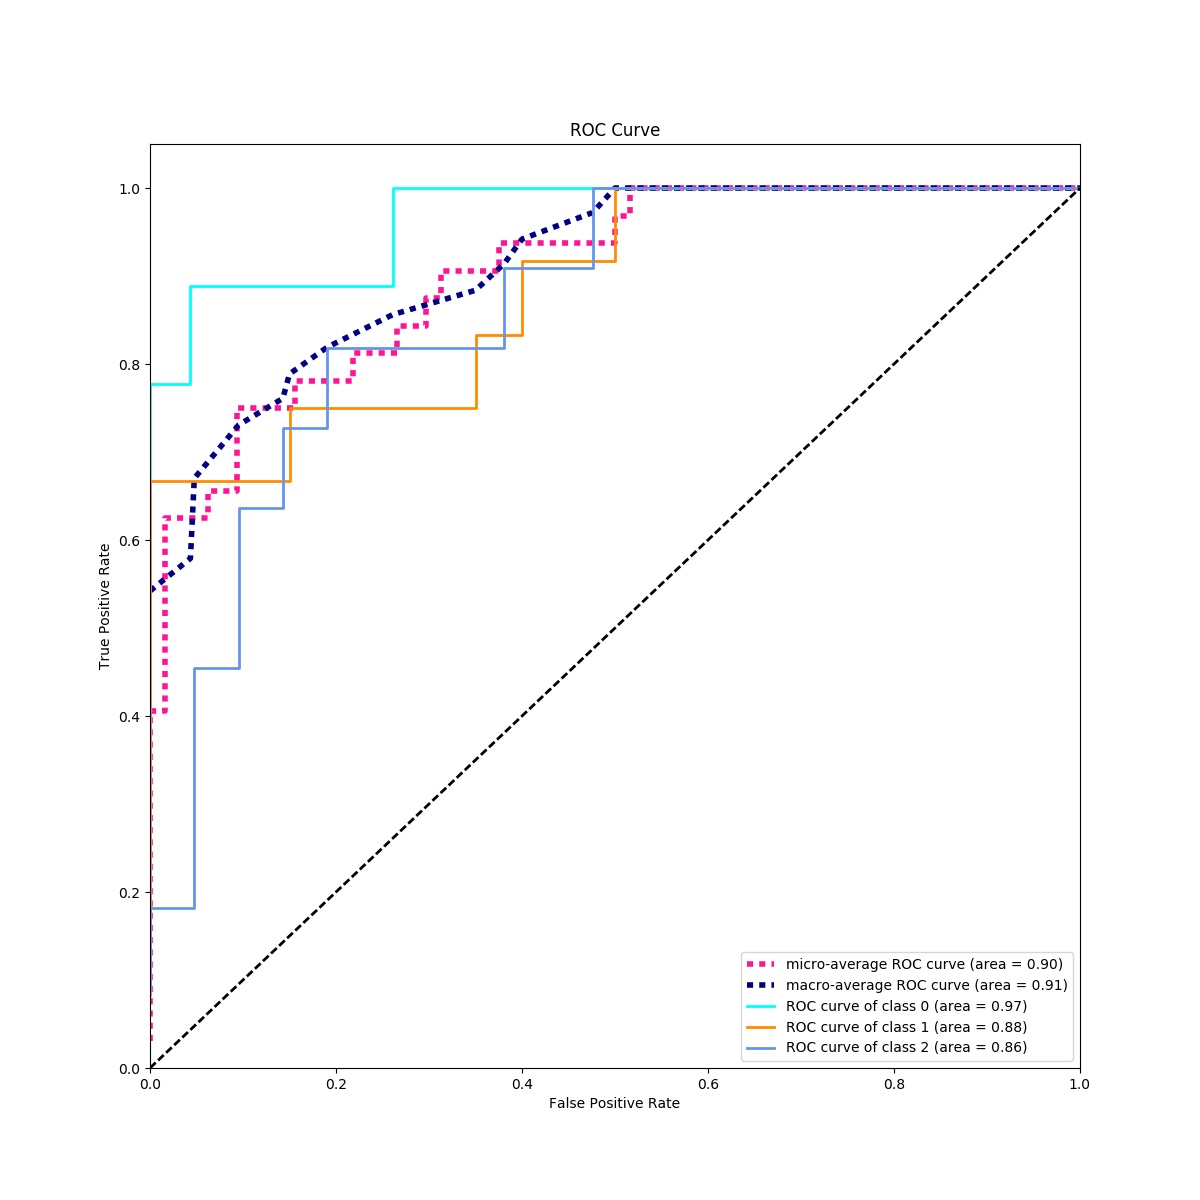 ROC Curve
1.0
0.8
0.6
0.4
0.2
0.0
True Positive Rate
0.0 0.2 0.4 0.6 0.8 1.0
False Positive Rate
micro-average ROC curve (area = 0.90)
macro-average ROC curve (area = 0.91)
ROC curve of class 0 (area = 0.97)
ROC curve of class 1 (area = 0.88)
ROC curve of class 2 (area = 0.86)